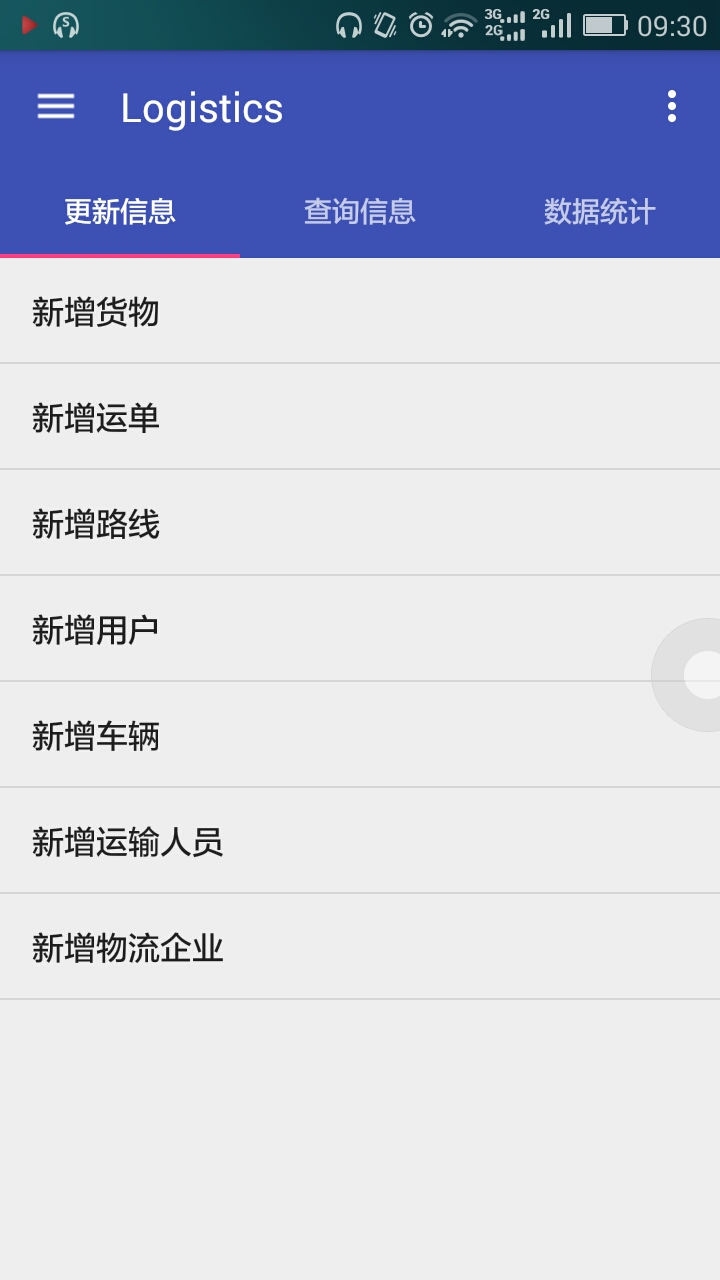 S
3G 2G 2G 09:30
Logistics
更新信息 查询信息 数据统计
新增货物
新增运单
新增路线
新增用户
新增车辆
新增运输人员
新增物流企业